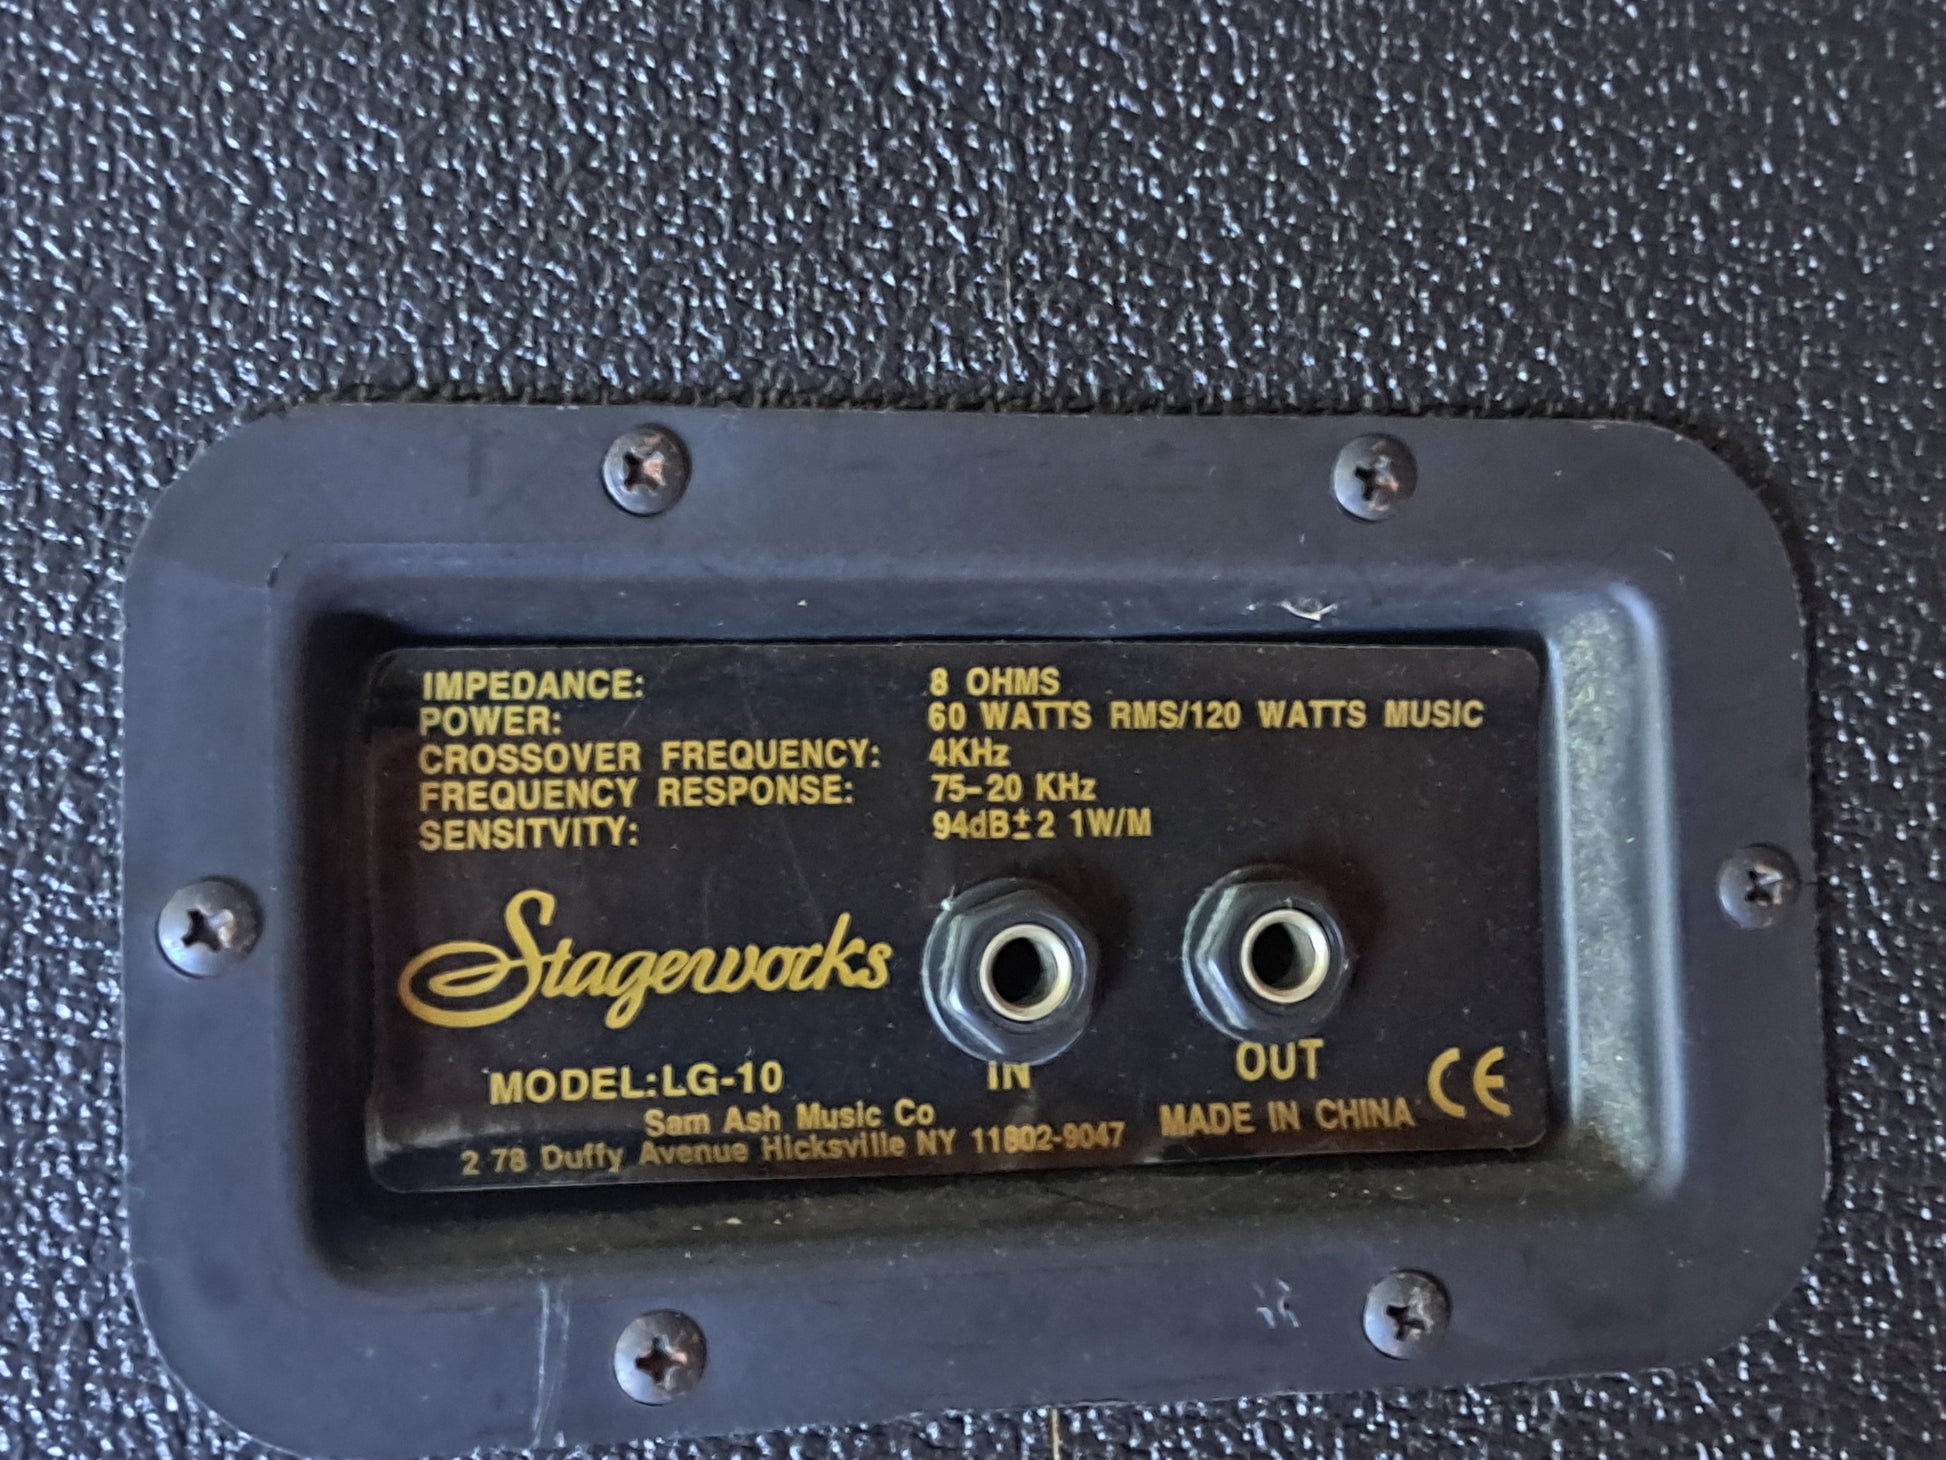 IMPEDANCE: 8 OHMS
POWER: 60 WATTS RMS/120 WATTS MUSIC
CROSSOVER FREQUENCY: 4KHz
FREQUENCY RESPONSE: 75-20 KHz
SENSITVITY: 94dB±2 1W/M
Stageworks
IN OUT
MODEL:LG-10
Sam Ash Music Co
2 78 Duffy Avenue Hicksville NY 11802-9047
MADE IN CHINA CE